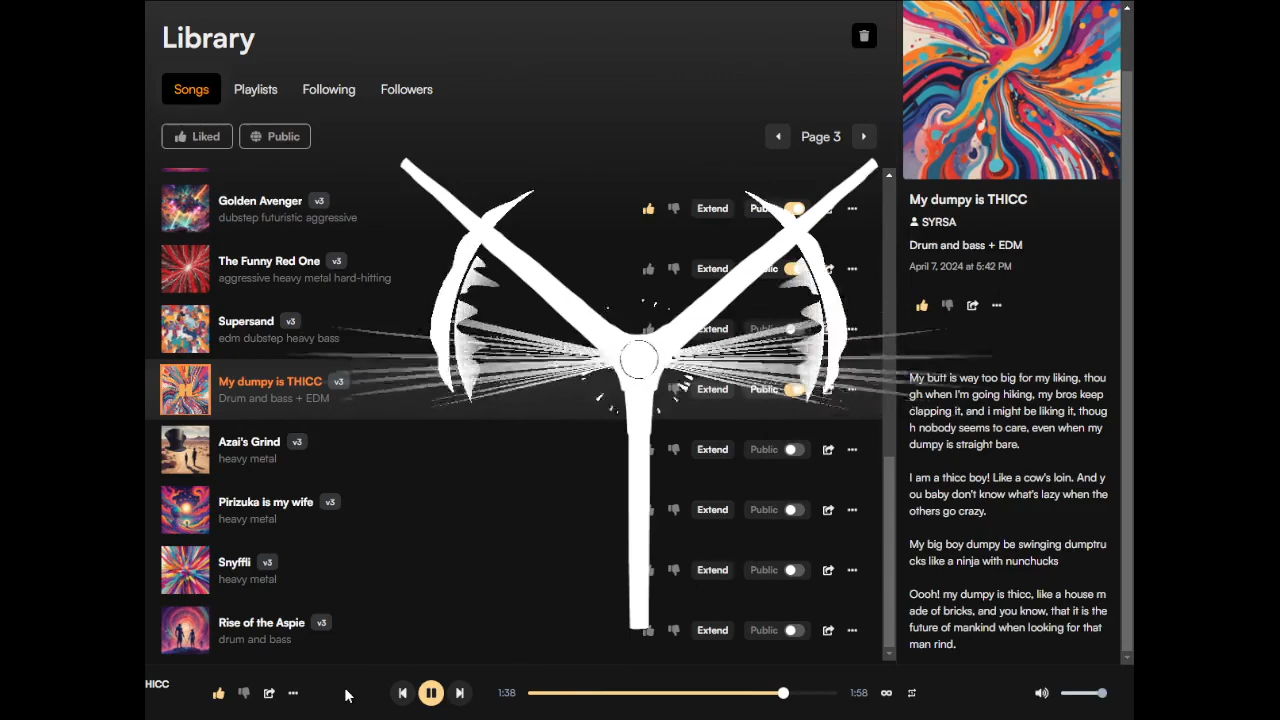 Library
Songs
Playlists
Following
Followers
Liked
Public
Page 3
Golden Avenger v3
dubstep futuristic aggressive
Extend
The Funny Red One v3
aggressive heavy metal hard-hitting
Extend
Supersand v3
edm dubstep heavy bass
Extend Public
My dumpy is THICC v3
Drum and bass + EDM
Extend Public
Azai's Grind v3
heavy metal
Extend Public
Pirizuka is my wife v3
heavy metal
Extend Public
Snyffli v3
heavy metal
Extend Public
Rise of the Aspie v3
drum and bass
Extend Public
My dumpy is THICC
SYRSA
Drum and bass + EDM
April 7, 2024 at 5:42 PM
My butt is way too big for my liking, thou
gh when I'm going hiking, my bros keep
clapping it, and i might be liking it, thoug
h nobody seems to care, even when my
dumpy is straight bare.
I am a thicc boy! Like a cow's loin. And y
ou baby don't know what's lazy when the
others go crazy.
My big boy dumpy be swinging dumptru
cks like a ninja with nunchucks
Oooh! my dumpy is thicc, like a house m
ade of bricks, and you know, that it is the
future of mankind when looking for that
man rind.
HICC
1:38
1:58